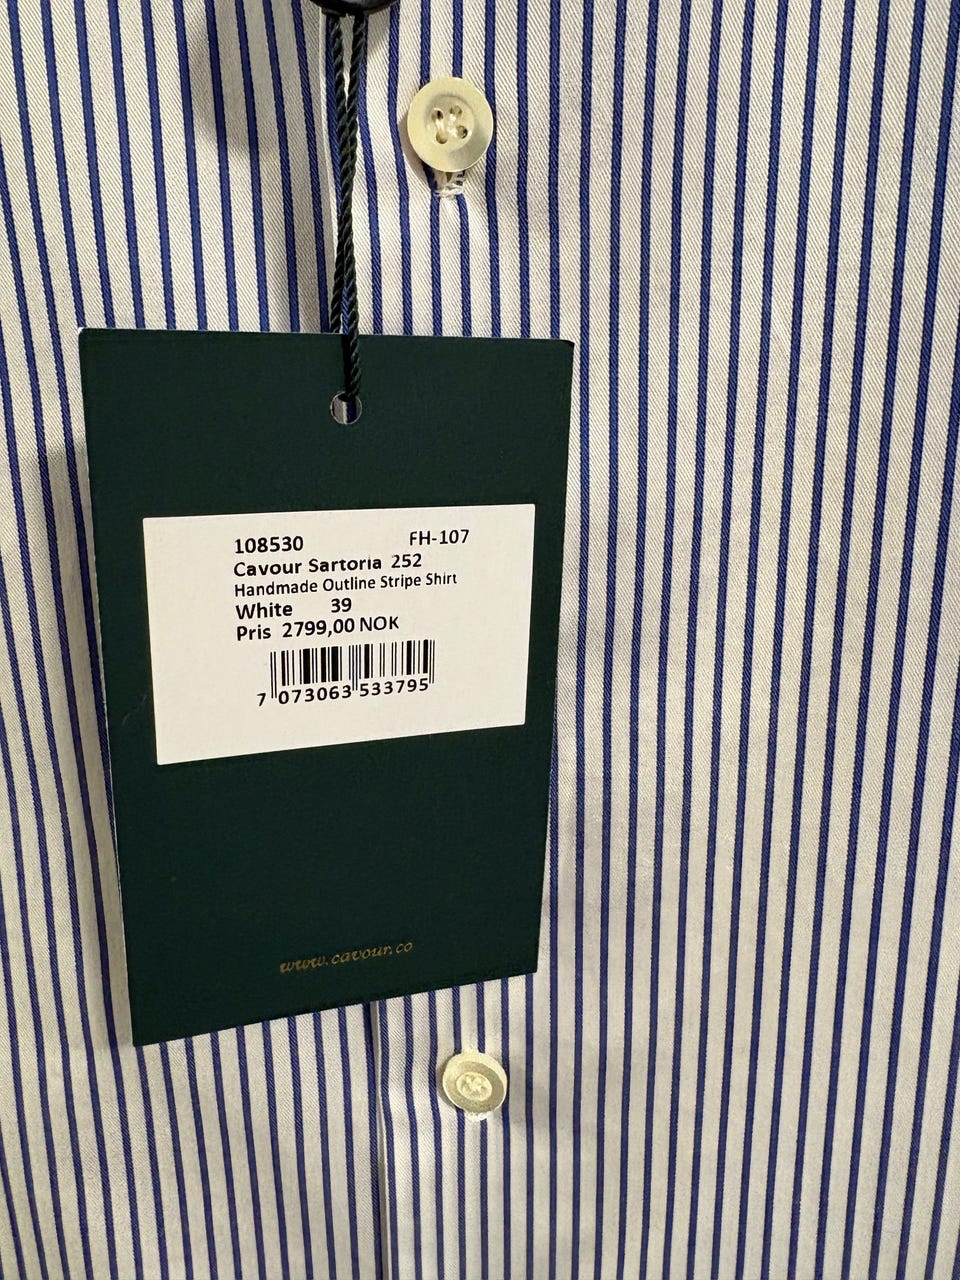 108530 FH-107
Cavour Sartoria 252
Handmade Outline Stripe Shirt
White 39
Pris 2799,00 NOK
7 073063 533795
www.cavour.co